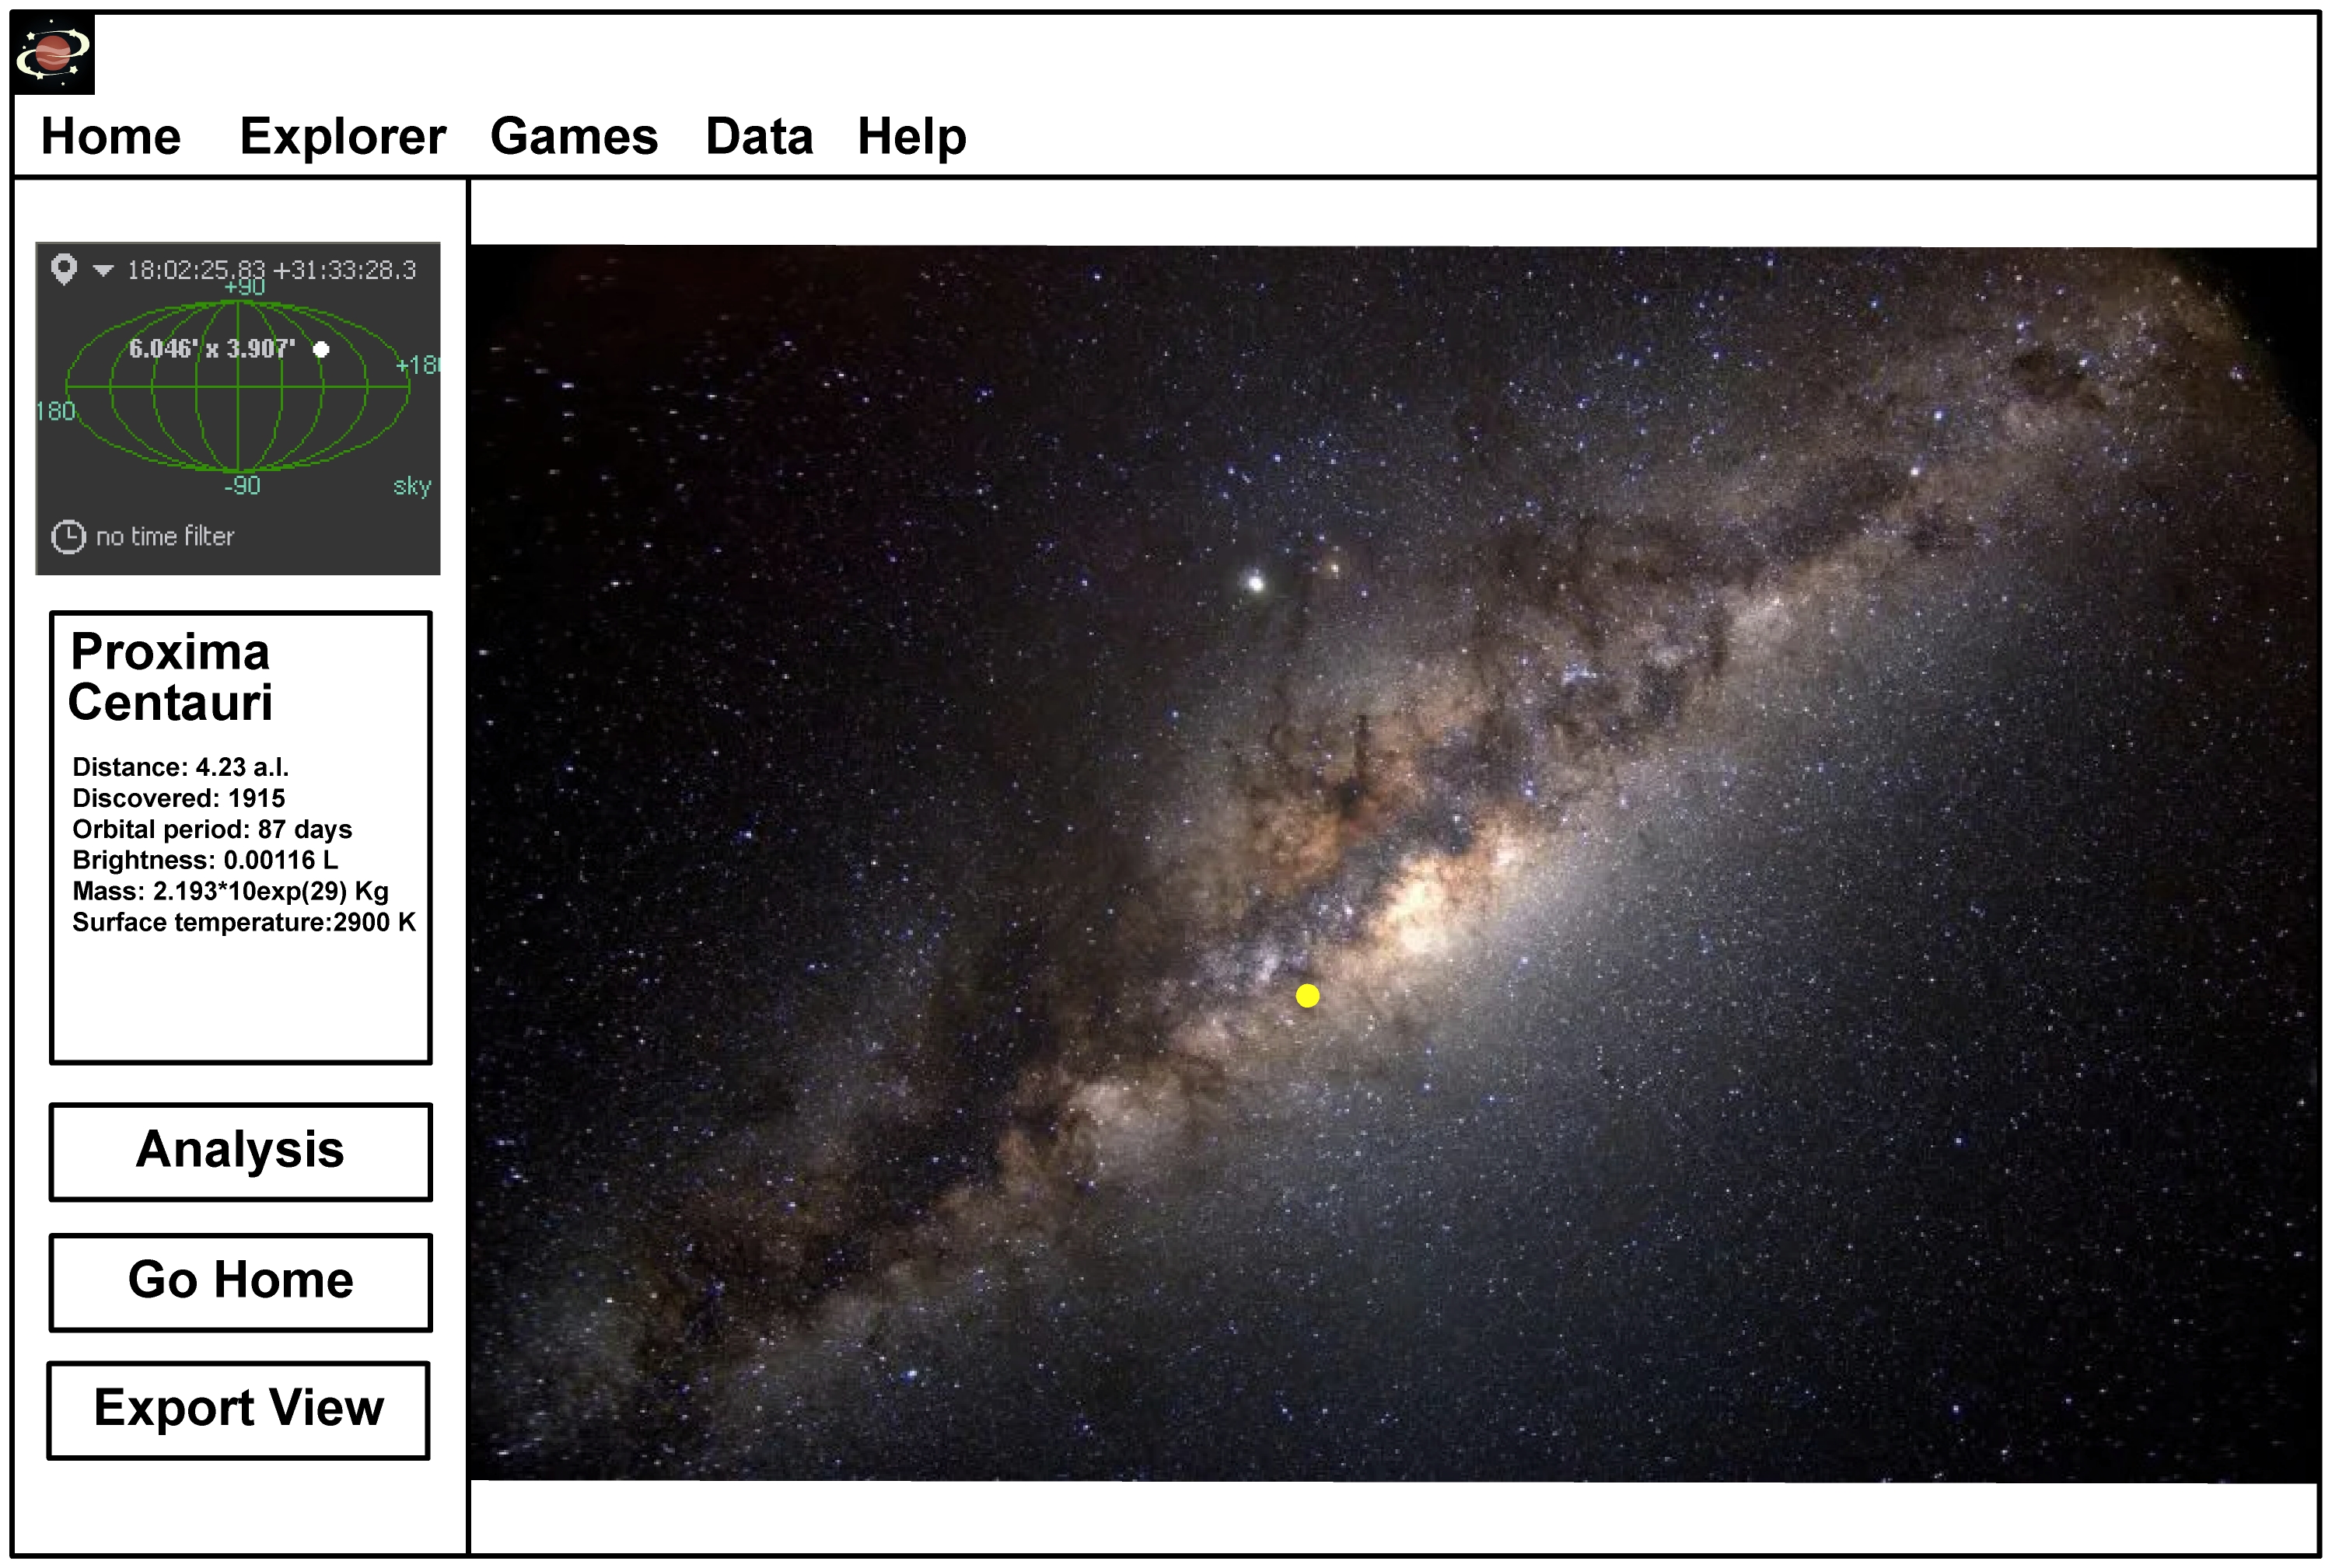 Home Explorer Games Data Help
18:02:25.83 +31:33:28.3
+90
6.046' x 3.907'
+18
180
-90
sky
no time filter
Proxima
Centauri
Distance: 4.23 a.l.
Discovered: 1915
Orbital period: 87 days
Brightness: 0.00116 L
Mass: 2.193*10exp(29) Kg
Surface temperature:2900 K
Analysis
Go Home
Export View